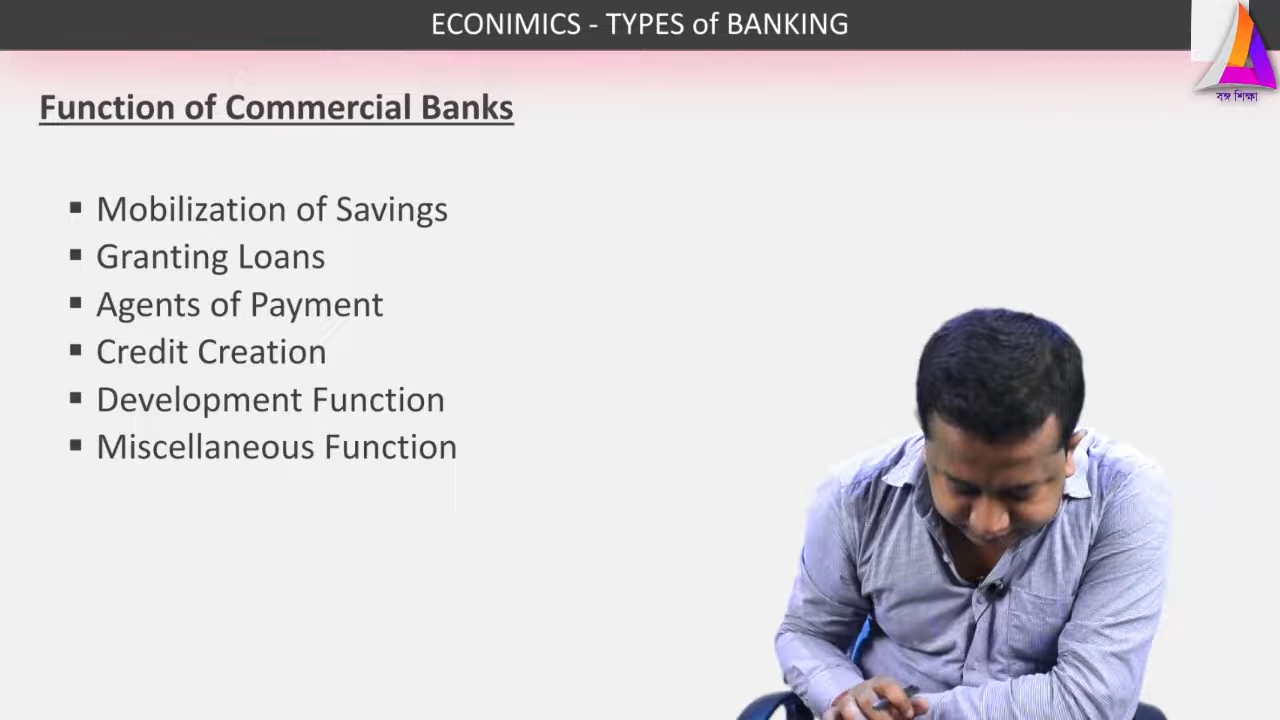 ECONIMICS - TYPES of BANKING
বঙ্গ শিক্ষা
Function of Commercial Banks
▪ Mobilization of Savings
▪ Granting Loans
▪ Agents of Payment
▪ Credit Creation
▪ Development Function
▪ Miscellaneous Function